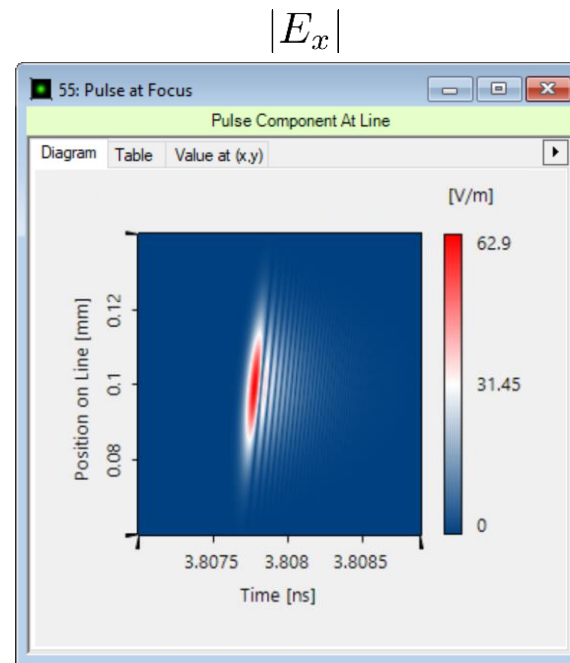 |Eₓ|
55: Pulse at Focus
Pulse Component At Line
Diagram Table Value at (x,y)
[V/m]
62.9
31.45
0
Position on Line [mm]
0.12
0.1
0.08
3.8075 3.808 3.8085
Time [ns]